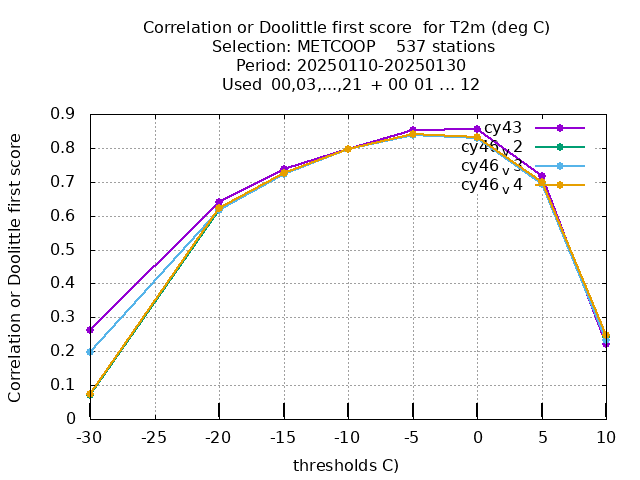 Correlation or Doolittle first score  for T2m (deg C)
Selection: METCOOP    537 stations
Period: 20250110-20250130
Used  00,03,...,21  + 00 01 ... 12
Correlation or Doolittle first score
0.9
0.8
0.7
0.6
0.5
0.4
0.3
0.2
0.1
0
cy43
cy46v2
cy46v3
cy46v4
-30 -25 -20 -15 -10 -5 0 5 10
thresholds C)